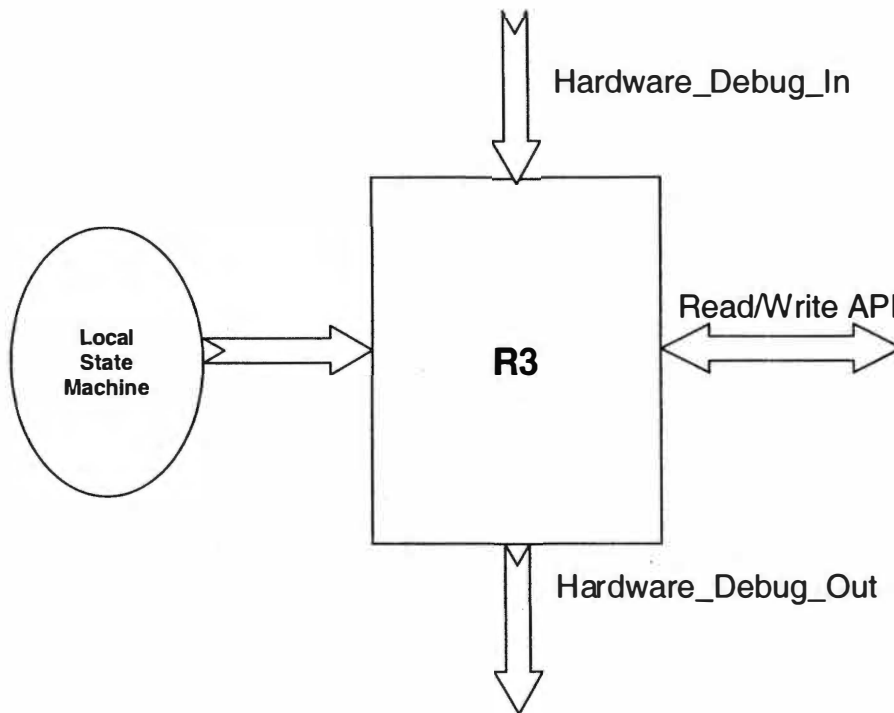 Hardware_Debug_In
Read/Write API
Local
State
Machine
R3
Hardware_Debug_Out